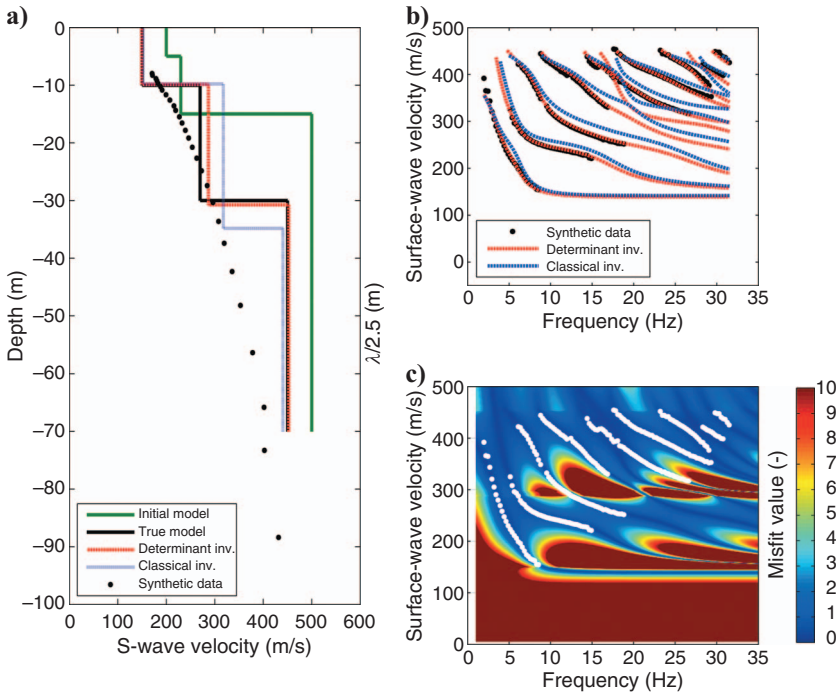 a)
0
−10
−20
−30
−40
−50
−60
−70
−80
−90
−100
Depth (m)
λ/2.5 (m)
Initial model
True model
Determinant inv.
Classical inv.
Synthetic data
0 100 200 300 400 500 600
S-wave velocity (m/s)
b)
500
400
300
200
100
0
Surface-wave velocity (m/s)
Synthetic data
Determinant inv.
Classical inv.
0 5 10 15 20 25 30 35
Frequency (Hz)
c)
500
400
300
200
100
0
Surface-wave velocity (m/s)
0 5 10 15 20 25 30 35
Frequency (Hz)
10
9
8
7
6
5
4
3
2
1
0
Misfit value (-)